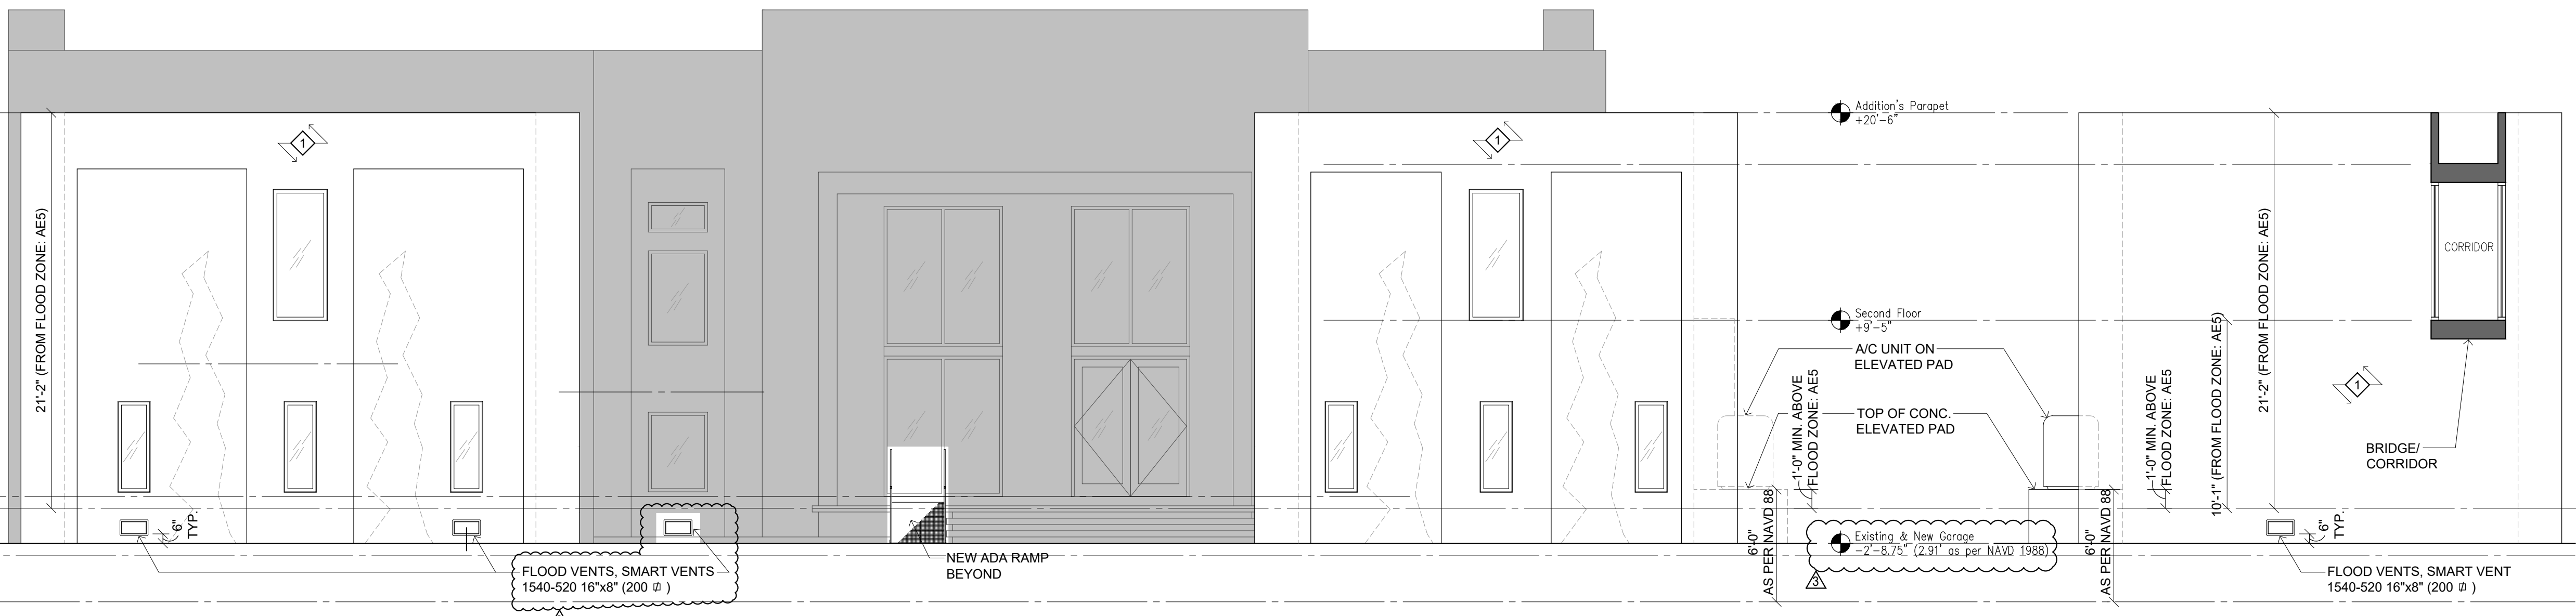 1
1
Addition's Parapet
+20'-6"
21'-2" (FROM FLOOD ZONE: AE5)
Second Floor
+9'-5"
A/C UNIT ON
ELEVATED PAD
TOP OF CONC.
ELEVATED PAD
1'-0" MIN. ABOVE
FLOOD ZONE: AE5
1'-0" MIN. ABOVE
FLOOD ZONE: AE5
10'-1" (FROM FLOOD ZONE: AE5)
21'-2" (FROM FLOOD ZONE: AE5)
CORRIDOR
1
BRIDGE/
CORRIDOR
6"
TYP.
FLOOD VENTS, SMART VENTS
1540-520 16"x8" (200 ⏍ )
NEW ADA RAMP
BEYOND
6'-0"
AS PER NAVD 88
Existing & New Garage
-2'-8.75" (2.91' as per NAVD 1988)
3
6'-0"
AS PER NAVD 88
6"
TYP.
FLOOD VENTS, SMART VENT
1540-520 16"x8" (200 ⏍ )